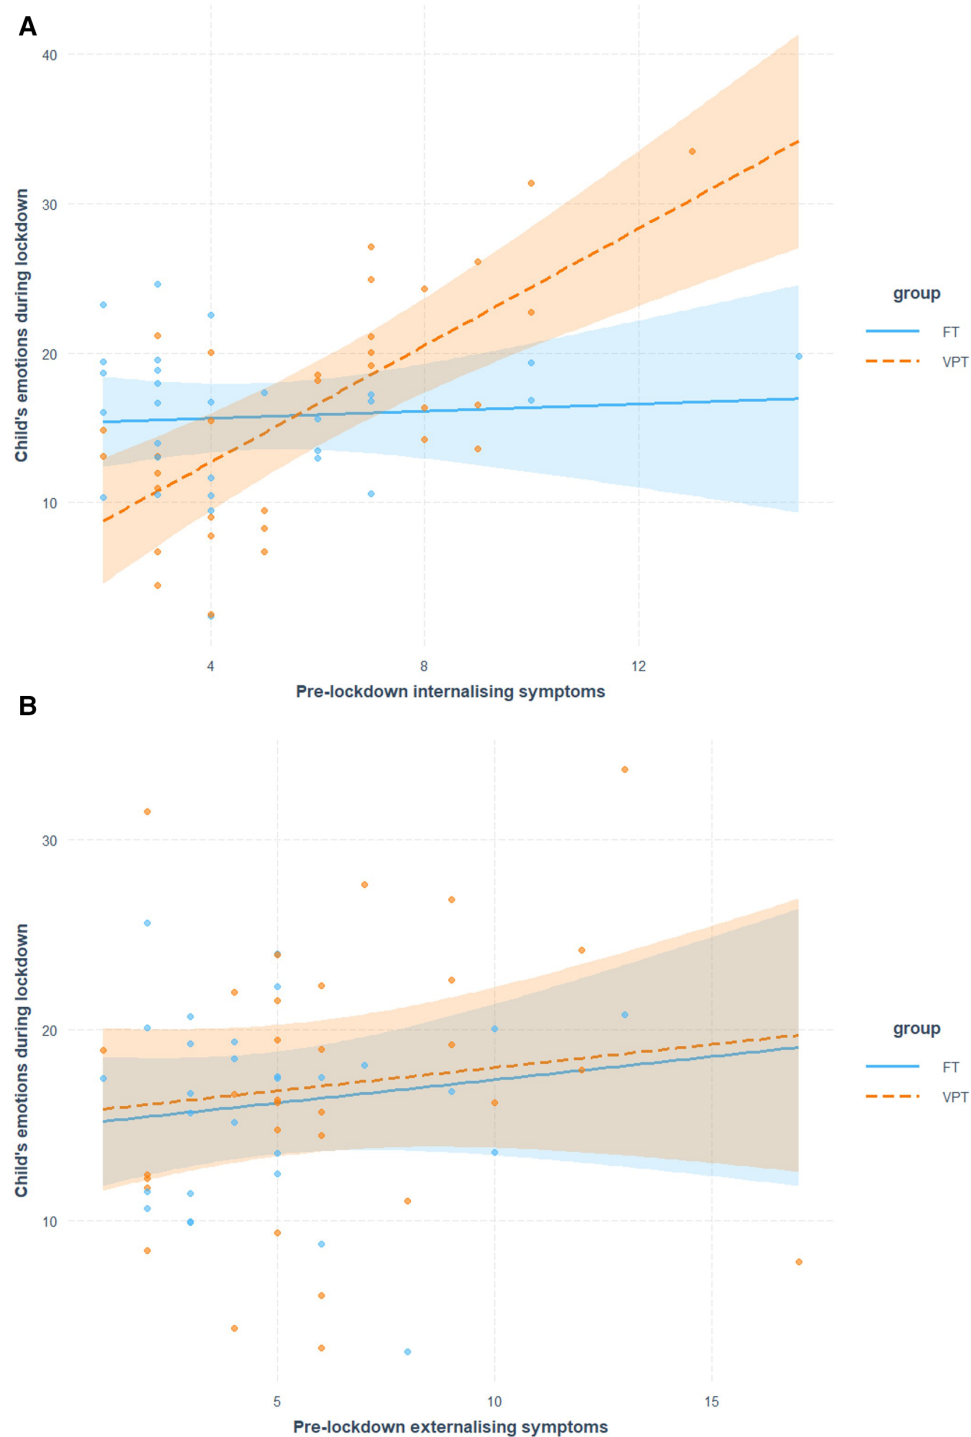 A
40
30
20
10
Child's emotions during lockdown
4 8 12
Pre-lockdown internalising symptoms
group
FT
VPT
B
30
20
10
Child's emotions during lockdown
5 10 15
Pre-lockdown externalising symptoms
group
FT
VPT